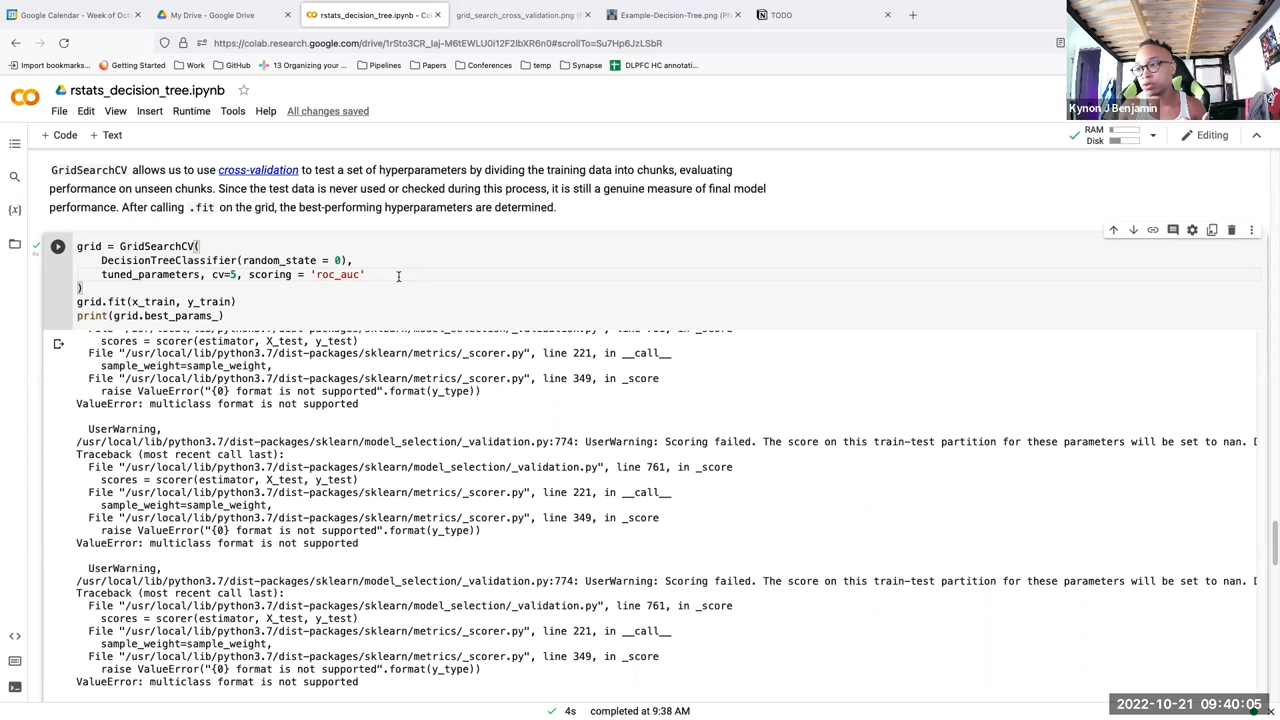 Google Calendar - Week of Octo
My Drive - Google Drive
rstats_decision_tree.ipynb - Col
grid_search_cross_validation.png (P
Example-Decision-Tree.png (PN
TODO
https://colab.research.google.com/drive/1rSto3CR_laj-M6tEWLU0i12F2IbXR6n0#scrollTo=Su7Hp6JzLSbR
Import bookmarks...
Getting Started
Work
GitHub
13 Organizing your ...
Pipelines
Papers
Conferences
temp
Synapse
DLPFC HC annotati...
Kynon J Benjamin
rstats_decision_tree.ipynb
File Edit View Insert Runtime Tools Help All changes saved
+ Code + Text
RAM
Disk
Editing
GridSearchCV allows us to use cross-validation to test a set of hyperparameters by dividing the training data into chunks, evaluating
performance on unseen chunks. Since the test data is never used or checked during this process, it is still a genuine measure of final model
performance. After calling .fit on the grid, the best-performing hyperparameters are determined.
4s
grid = GridSearchCV(
DecisionTreeClassifier(random_state = 0),
tuned_parameters, cv=5, scoring = 'roc_auc'
)
grid.fit(x_train, y_train)
print(grid.best_params_)
scores = scorer(estimator, X_test, y_test)
File "/usr/local/lib/python3.7/dist-packages/sklearn/metrics/_scorer.py", line 221, in __call__
sample_weight=sample_weight,
File "/usr/local/lib/python3.7/dist-packages/sklearn/metrics/_scorer.py", line 349, in _score
raise ValueError("{0} format is not supported".format(y_type))
ValueError: multiclass format is not supported
UserWarning,
/usr/local/lib/python3.7/dist-packages/sklearn/model_selection/_validation.py:774: UserWarning: Scoring failed. The score on this train-test partition for these parameters will be set to nan. D
Traceback (most recent call last):
File "/usr/local/lib/python3.7/dist-packages/sklearn/model_selection/_validation.py", line 761, in _score
scores = scorer(estimator, X_test, y_test)
File "/usr/local/lib/python3.7/dist-packages/sklearn/metrics/_scorer.py", line 221, in __call__
sample_weight=sample_weight,
File "/usr/local/lib/python3.7/dist-packages/sklearn/metrics/_scorer.py", line 349, in _score
raise ValueError("{0} format is not supported".format(y_type))
ValueError: multiclass format is not supported
UserWarning,
/usr/local/lib/python3.7/dist-packages/sklearn/model_selection/_validation.py:774: UserWarning: Scoring failed. The score on this train-test partition for these parameters will be set to nan. D
Traceback (most recent call last):
File "/usr/local/lib/python3.7/dist-packages/sklearn/model_selection/_validation.py", line 761, in _score
scores = scorer(estimator, X_test, y_test)
File "/usr/local/lib/python3.7/dist-packages/sklearn/metrics/_scorer.py", line 221, in __call__
sample_weight=sample_weight,
File "/usr/local/lib/python3.7/dist-packages/sklearn/metrics/_scorer.py", line 349, in _score
raise ValueError("{0} format is not supported".format(y_type))
ValueError: multiclass format is not supported
4s completed at 9:38 AM
2022-10-21 09:40:05